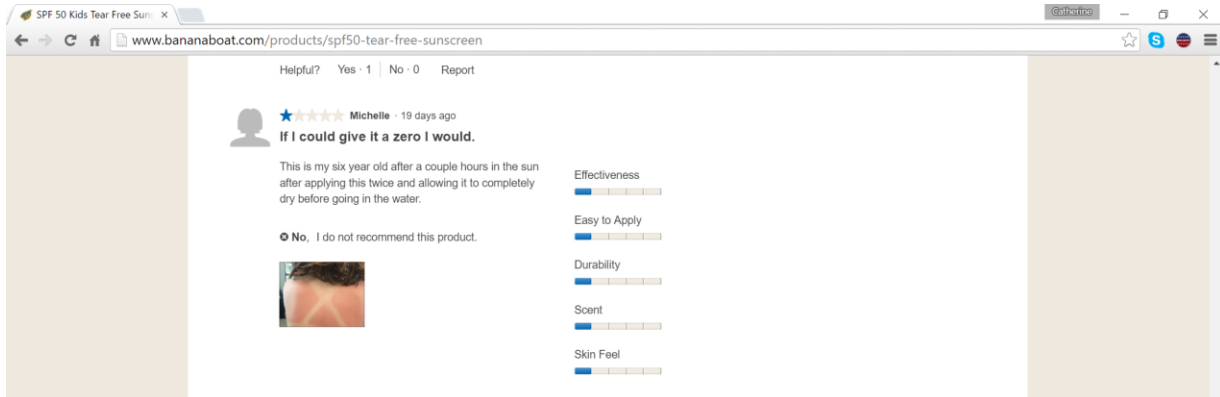 SPF 50 Kids Tear Free Sun
Catherine
www.bananaboat.com/products/spf50-tear-free-sunscreen
Helpful? Yes · 1 No · 0 Report
Michelle · 19 days ago
If I could give it a zero I would.
This is my six year old after a couple hours in the sun
after applying this twice and allowing it to completely
dry before going in the water.
No, I do not recommend this product.
Effectiveness
Easy to Apply
Durability
Scent
Skin Feel